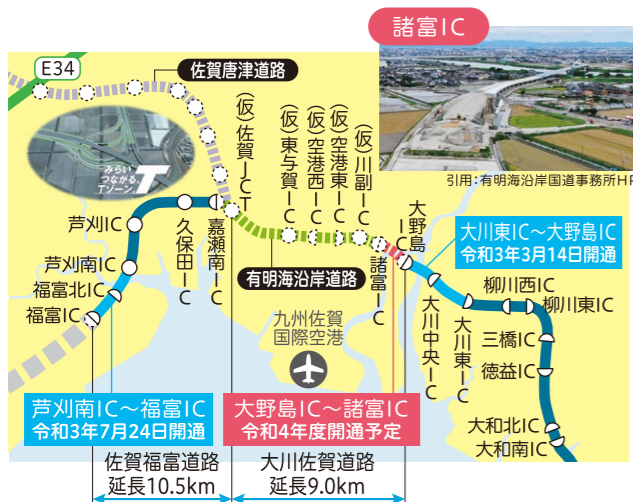 諸富IC
E34
佐賀唐津道路
みらい
つながる、
Tゾーン。
T
引用：有明海沿岸国道事務所HP
(仮)佐賀JCT
(仮)東与賀IC
(仮)空港西IC
(仮)空港東IC
(仮)川副IC
諸富IC
大野島IC
大川東IC～大野島IC
令和3年3月14日開通
芦刈IC
久保田IC
嘉瀬南IC
芦刈南IC
福富北IC
福富IC
有明海沿岸道路
大川中央IC
大川東IC
柳川西IC
柳川東IC
三橋IC
徳益IC
大和北IC
大和南IC
九州佐賀
国際空港
芦刈南IC～福富IC
令和3年7月24日開通
大野島IC～諸富IC
令和4年度開通予定
佐賀福富道路
延長10.5km
大川佐賀道路
延長9.0km